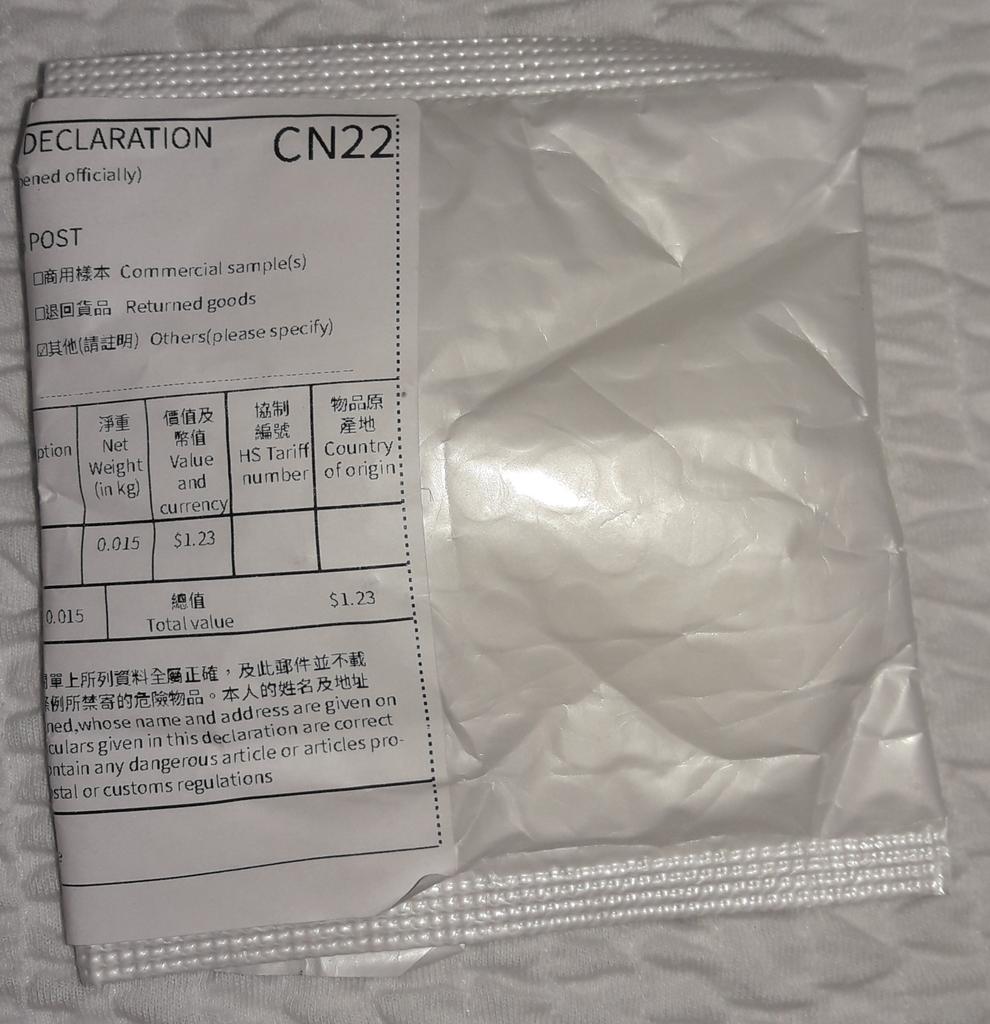 DECLARATION CN22
ened officially)
POST
☐商用樣本 Commercial sample(s)
☐退回貨品 Returned goods
☑其他(請註明) Others(please specify)
ption
淨重
Net
Weight
(in kg)
價值及
幣值
Value
and
currency
協制
編號
HS Tariff
number
物品原
產地
Country
of origin
0.015 $1.23
0.015
總值
Total value
$1.23
單上所列資料全屬正確，及此郵件並不載
例所禁寄的危險物品。本人的姓名及地址
ned,whose name and address are given on
culars given in this declaration are correct
ontain any dangerous article or articles pro-
stal or customs regulations